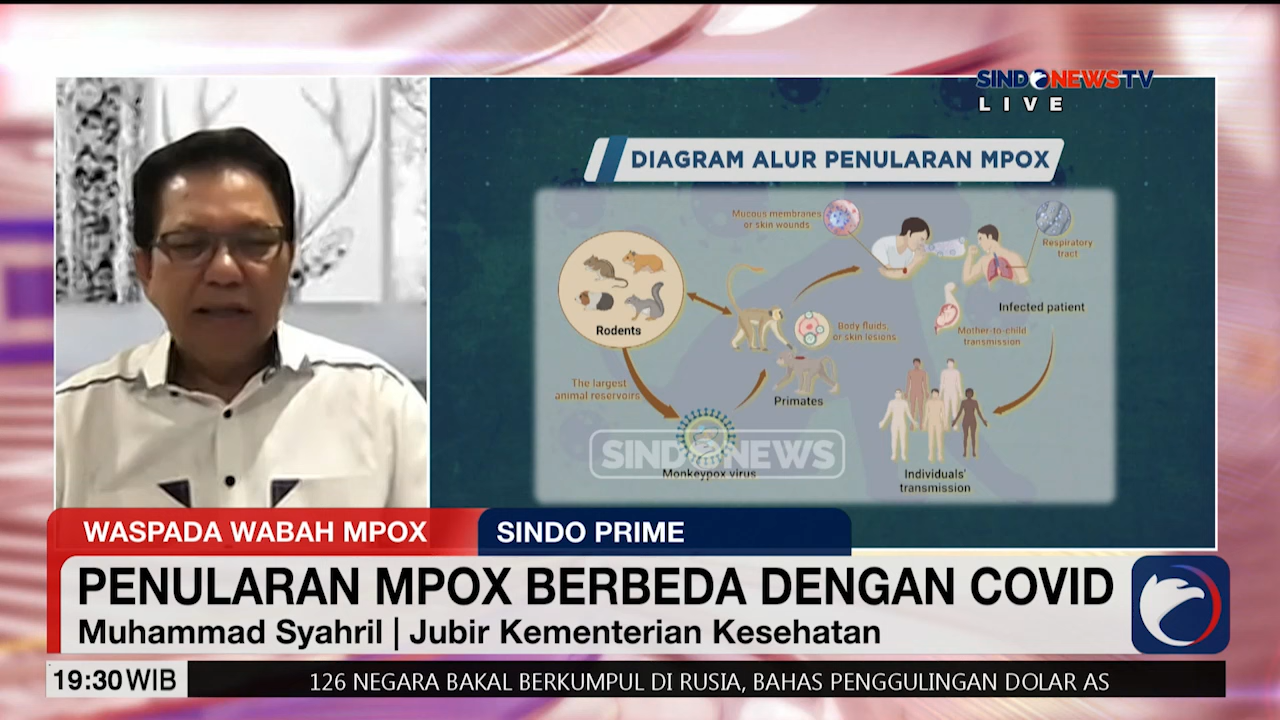 SINDONEWSTV
LIVE
DIAGRAM ALUR PENULARAN MPOX
Mucous membranes
or skin wounds
Respiratory
tract
Rodents
Infected patient
Body fluids
or skin lesions
Mother-to-child
transmission
The largest
animal reservoirs
Primates
SINDONEWS
Monkeypox virus
Individuals'
transmission
WASPADA WABAH MPOX
SINDO PRIME
PENULARAN MPOX BERBEDA DENGAN COVID
Muhammad Syahril | Jubir Kementerian Kesehatan
19:30 WIB
126 NEGARA BAKAL BERKUMPUL DI RUSIA, BAHAS PENGGULINGAN DOLAR AS